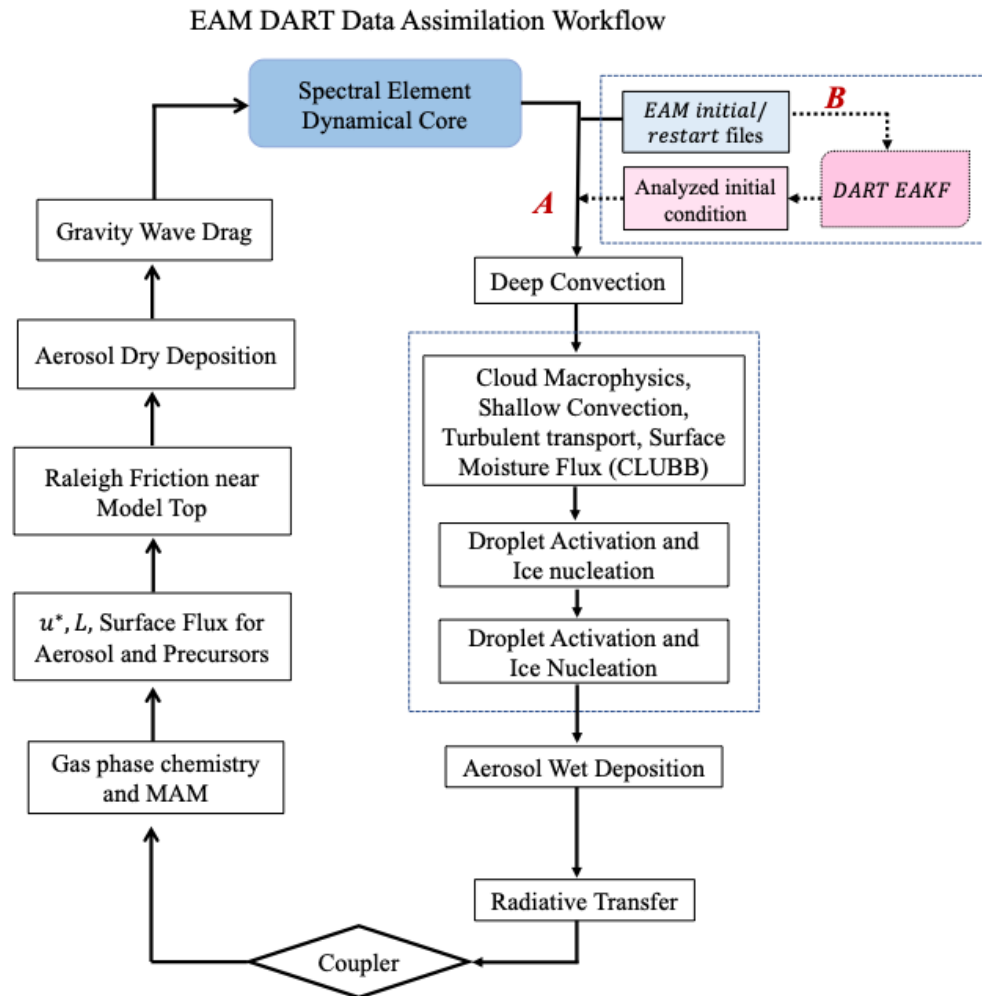 EAM DART Data Assimilation Workflow
Spectral Element
Dynamical Core
EAM initial/
restart files
B
DART EAKF
Analyzed initial
condition
A
Deep Convection
Cloud Macrophysics,
Shallow Convection,
Turbulent transport, Surface
Moisture Flux (CLUBB)
Droplet Activation and
Ice nucleation
Droplet Activation and
Ice Nucleation
Aerosol Wet Deposition
Radiative Transfer
Coupler
Gas phase chemistry
and MAM
u*, L, Surface Flux for
Aerosol and Precursors
Raleigh Friction near
Model Top
Aerosol Dry Deposition
Gravity Wave Drag